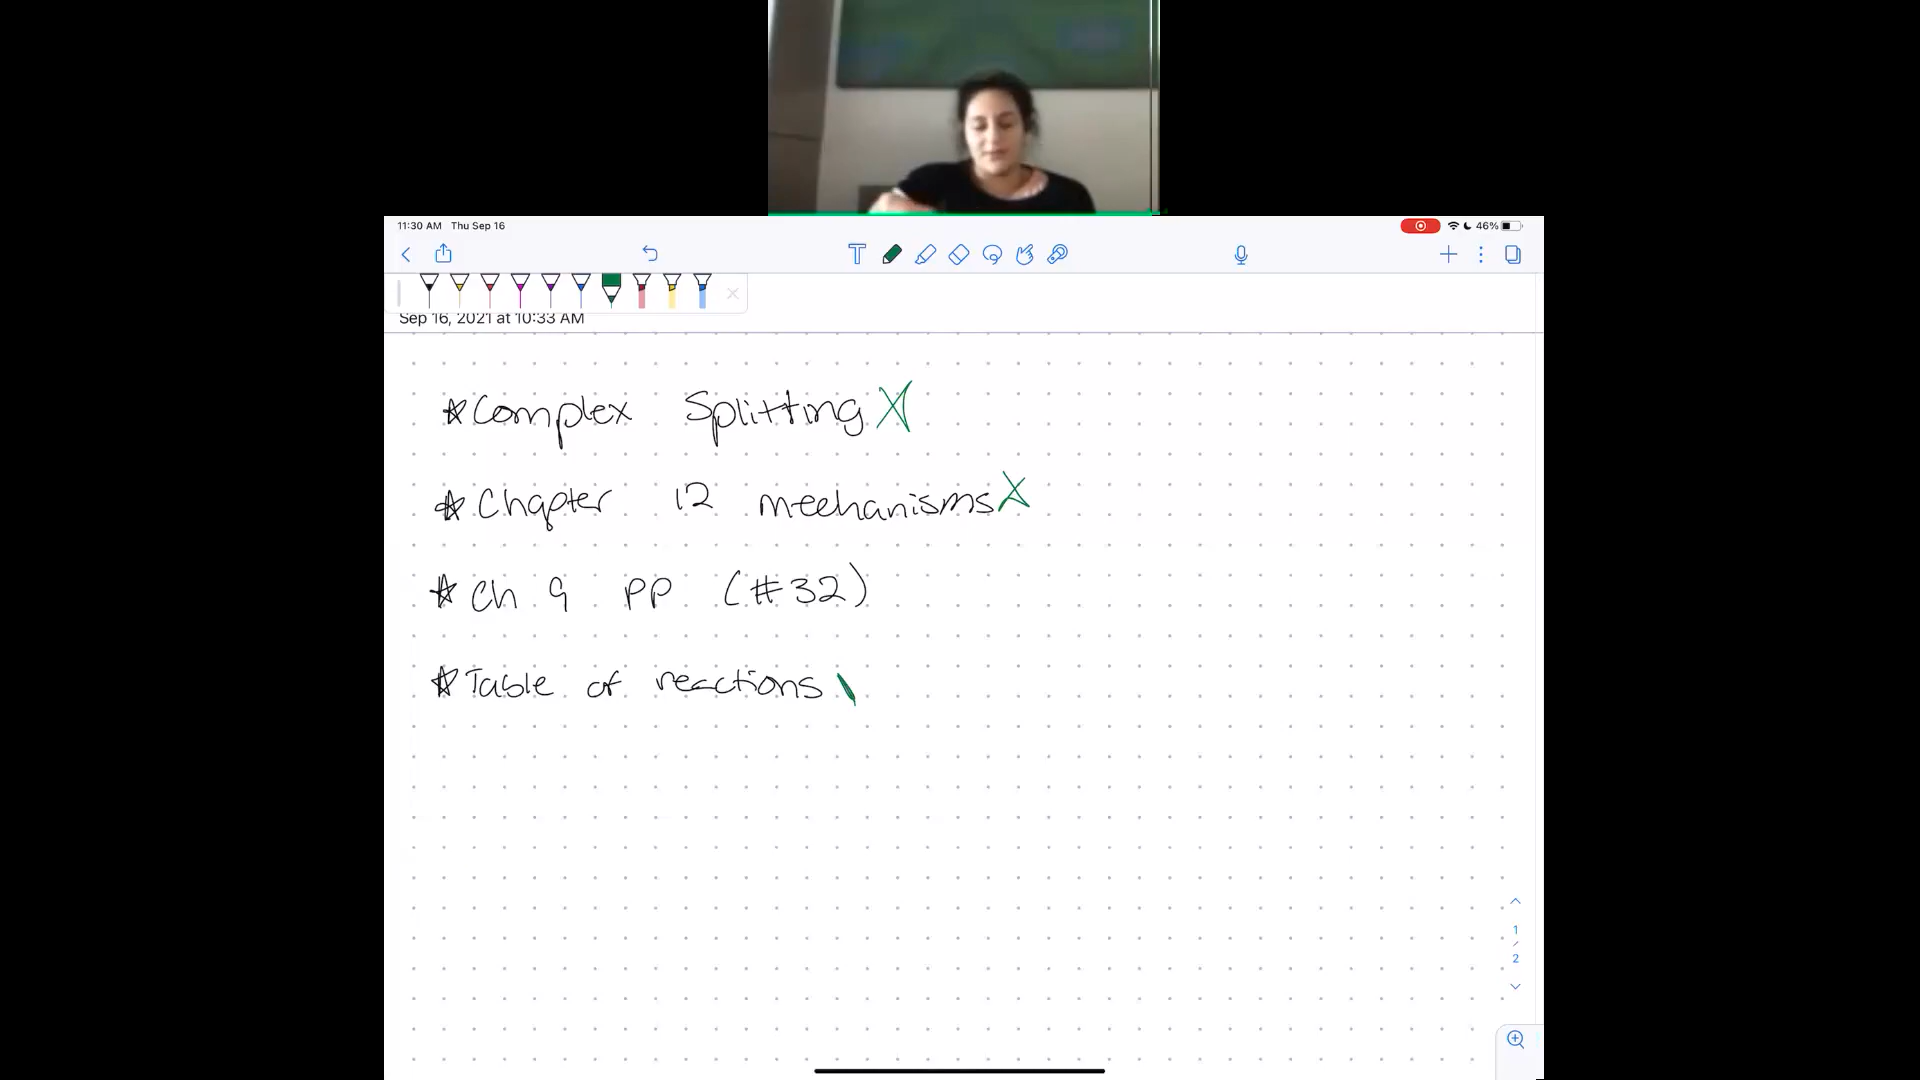 11:30 AM Thu Sep 16
46%
T
Sep 16, 2021 at 10:33 AM
☆Complex Splitting X
☆ Chapter 12 mechanisms X
☆ Ch 9 PP (#32)
☆Table of reactions
1
/
2